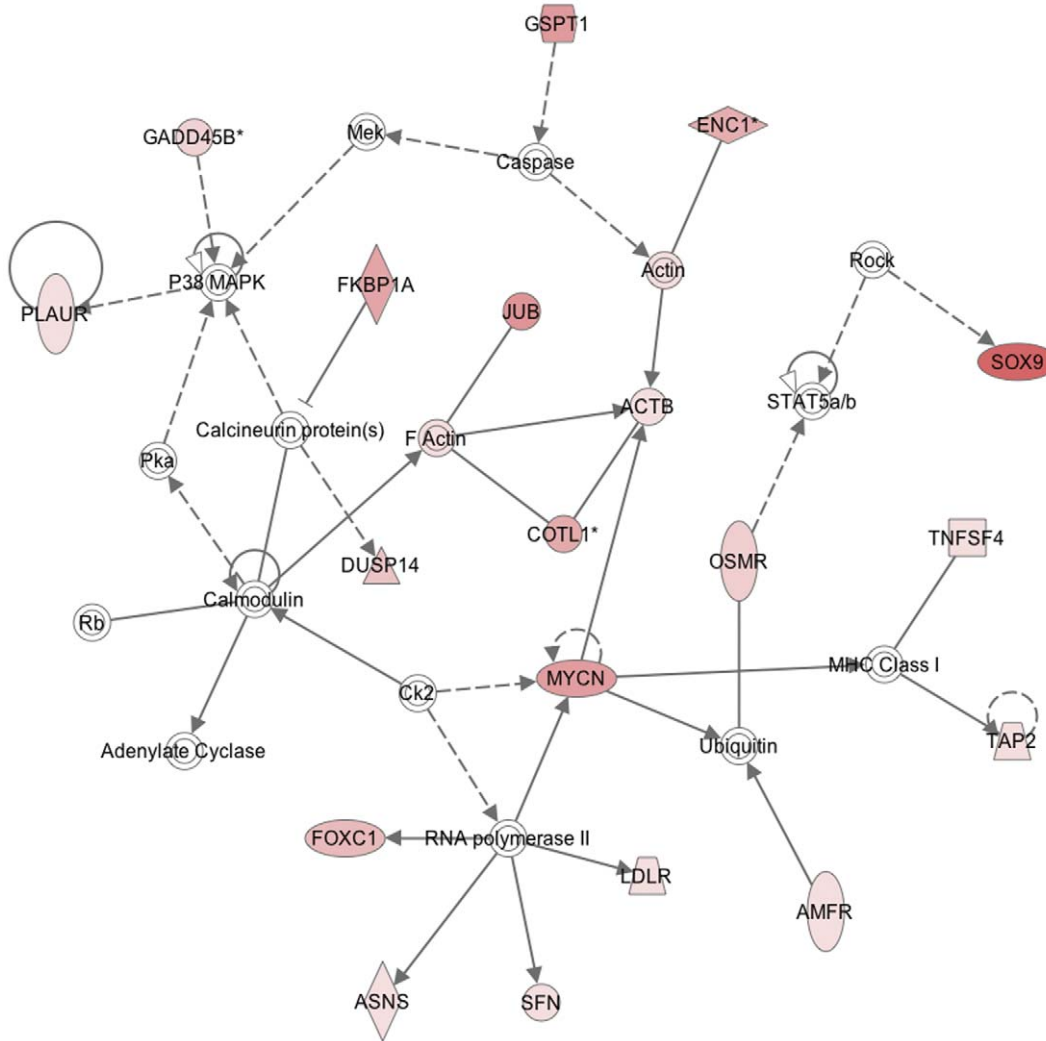 GSPT1
ENC1*
GADD45B*
Mek
Caspase
Actin
Rock
P38 MAPK
FKBP1A
PLAUR
JUB
SOX9
ACTB
STAT5a/b
Calcineurin protein(s)
F Actin
Pka
COTL1*
TNFSF4
DUSP14
OSMR
Calmodulin
Rb
MHC Class I
MYCN
Ck2
TAP2
Adenylate Cyclase
Ubiquitin
FOXC1
RNA polymerase II
LDLR
AMFR
ASNS
SFN